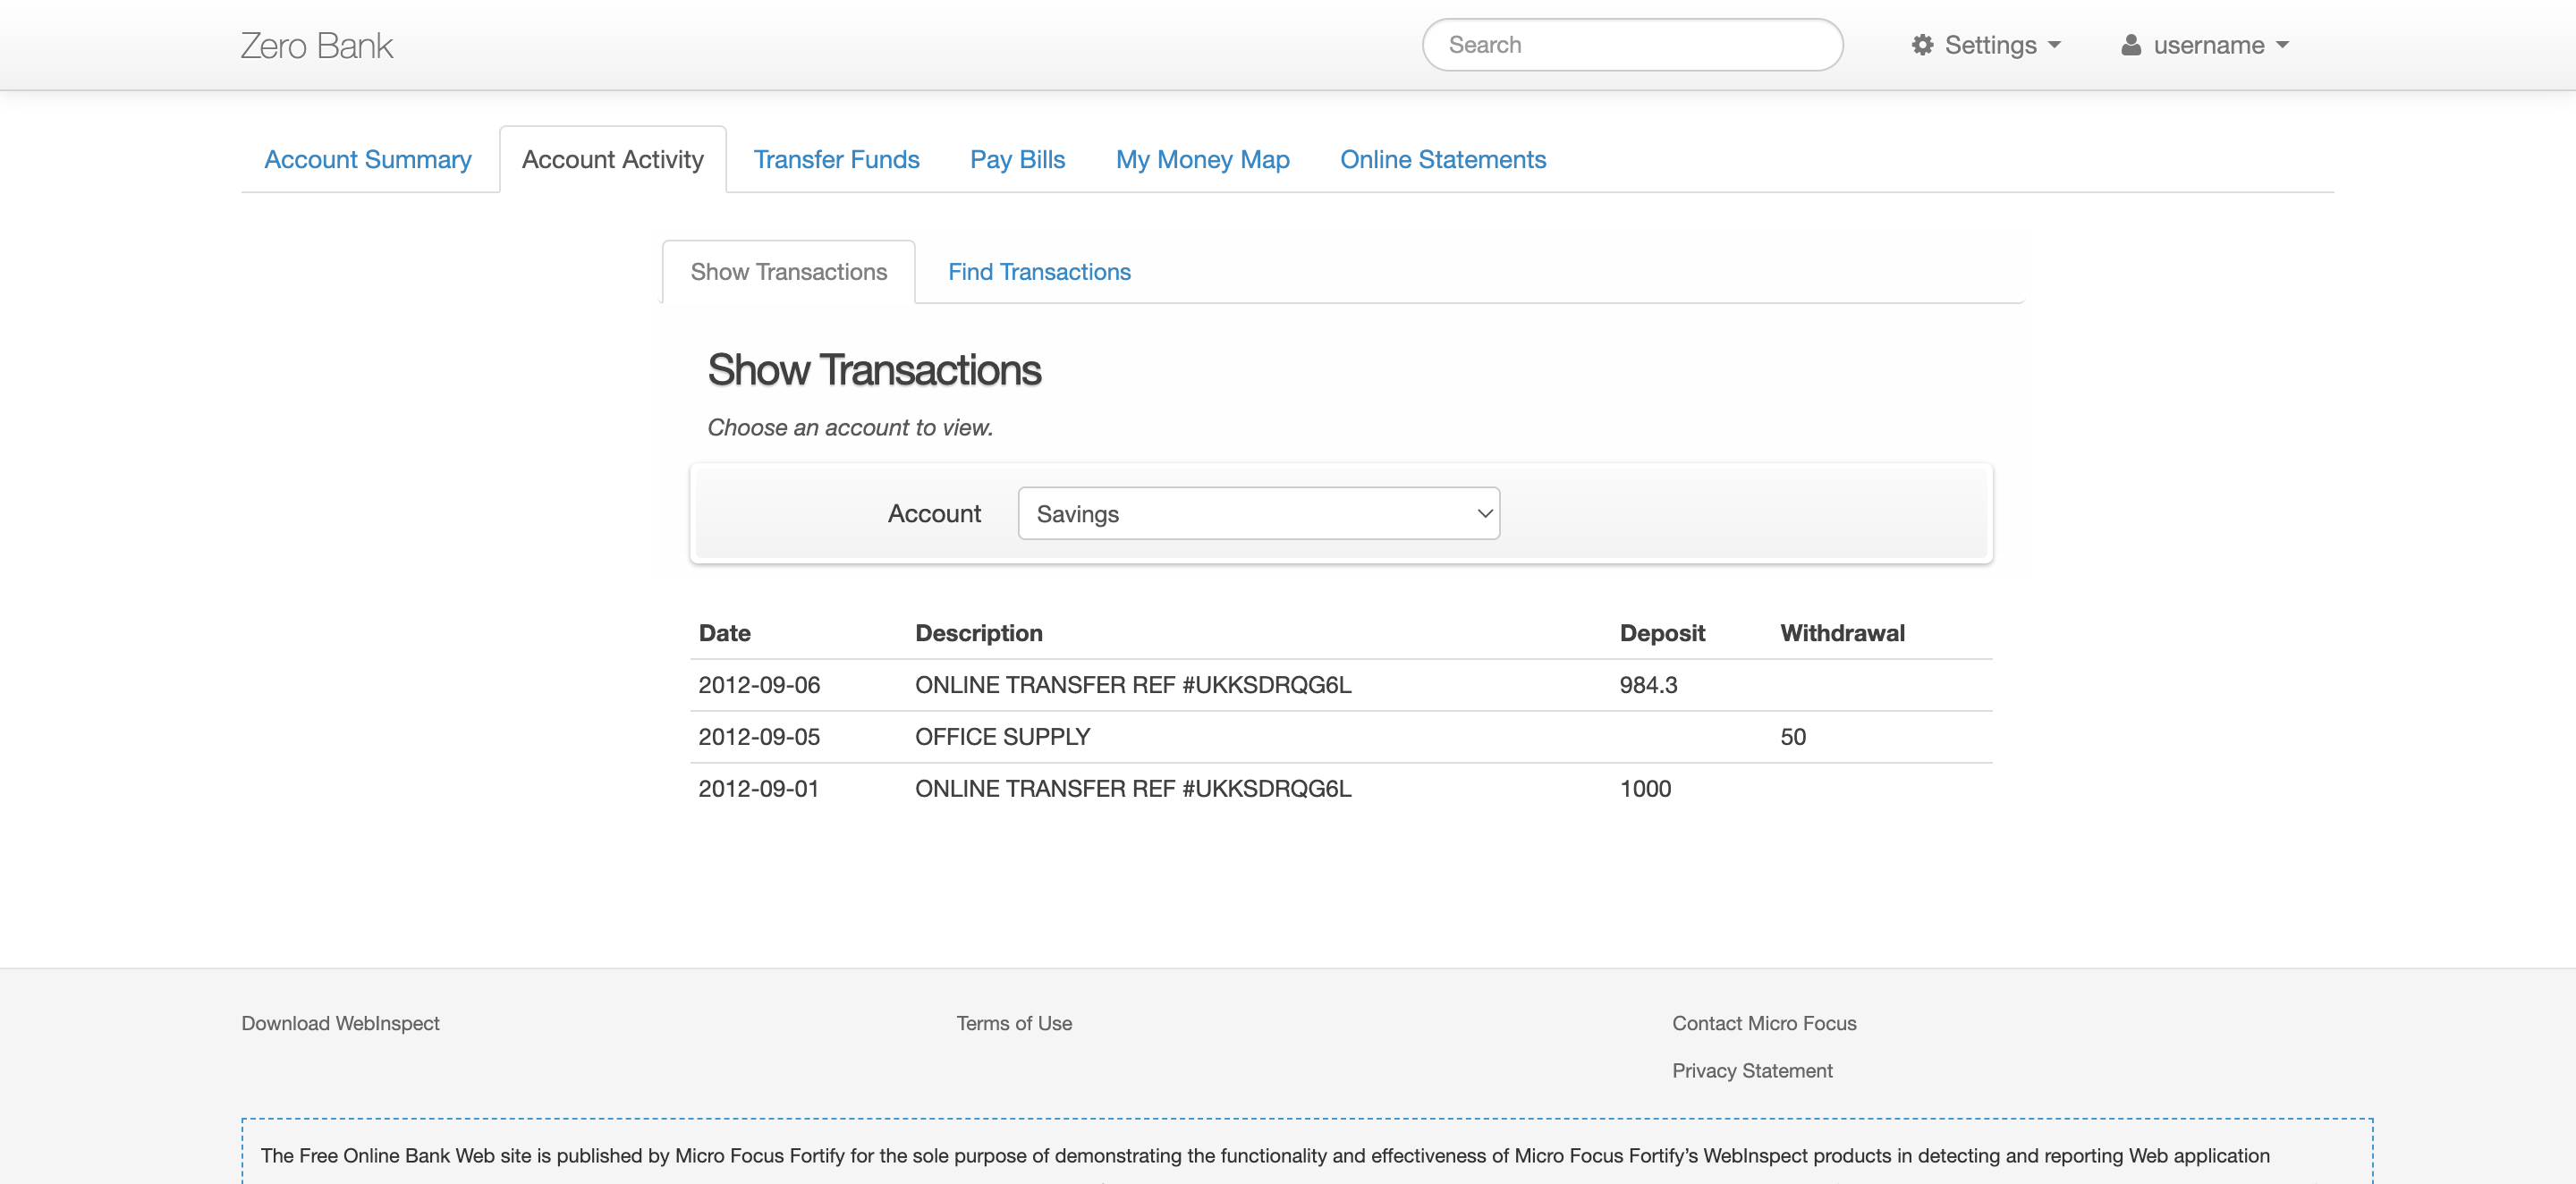 Zero Bank Search Settings username
Account Summary Account Activity Transfer Funds Pay Bills My Money Map Online Statements
Show Transactions Find Transactions
Show Transactions
Choose an account to view.
Account Savings
Date Description Deposit Withdrawal
2012-09-06 ONLINE TRANSFER REF #UKKSDRQG6L 984.3
2012-09-05 OFFICE SUPPLY 50
2012-09-01 ONLINE TRANSFER REF #UKKSDRQG6L 1000
Download WebInspect Terms of Use Contact Micro Focus
Privacy Statement
The Free Online Bank Web site is published by Micro Focus Fortify for the sole purpose of demonstrating the functionality and effectiveness of Micro Focus Fortify’s WebInspect products in detecting and reporting Web application